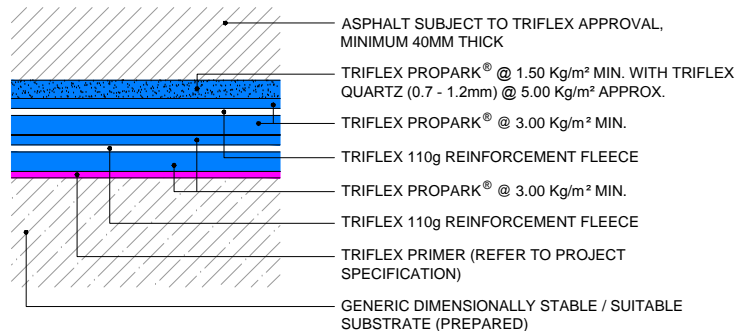 ASPHALT SUBJECT TO TRIFLEX APPROVAL,
MINIMUM 40MM THICK
TRIFLEX PROPARK® @ 1.50 Kg/m² MIN. WITH TRIFLEX
QUARTZ (0.7 - 1.2mm) @ 5.00 Kg/m² APPROX.
TRIFLEX PROPARK® @ 3.00 Kg/m² MIN.
TRIFLEX 110g REINFORCEMENT FLEECE
TRIFLEX PROPARK® @ 3.00 Kg/m² MIN.
TRIFLEX 110g REINFORCEMENT FLEECE
TRIFLEX PRIMER (REFER TO PROJECT
SPECIFICATION)
GENERIC DIMENSIONALLY STABLE / SUITABLE
SUBSTRATE (PREPARED)